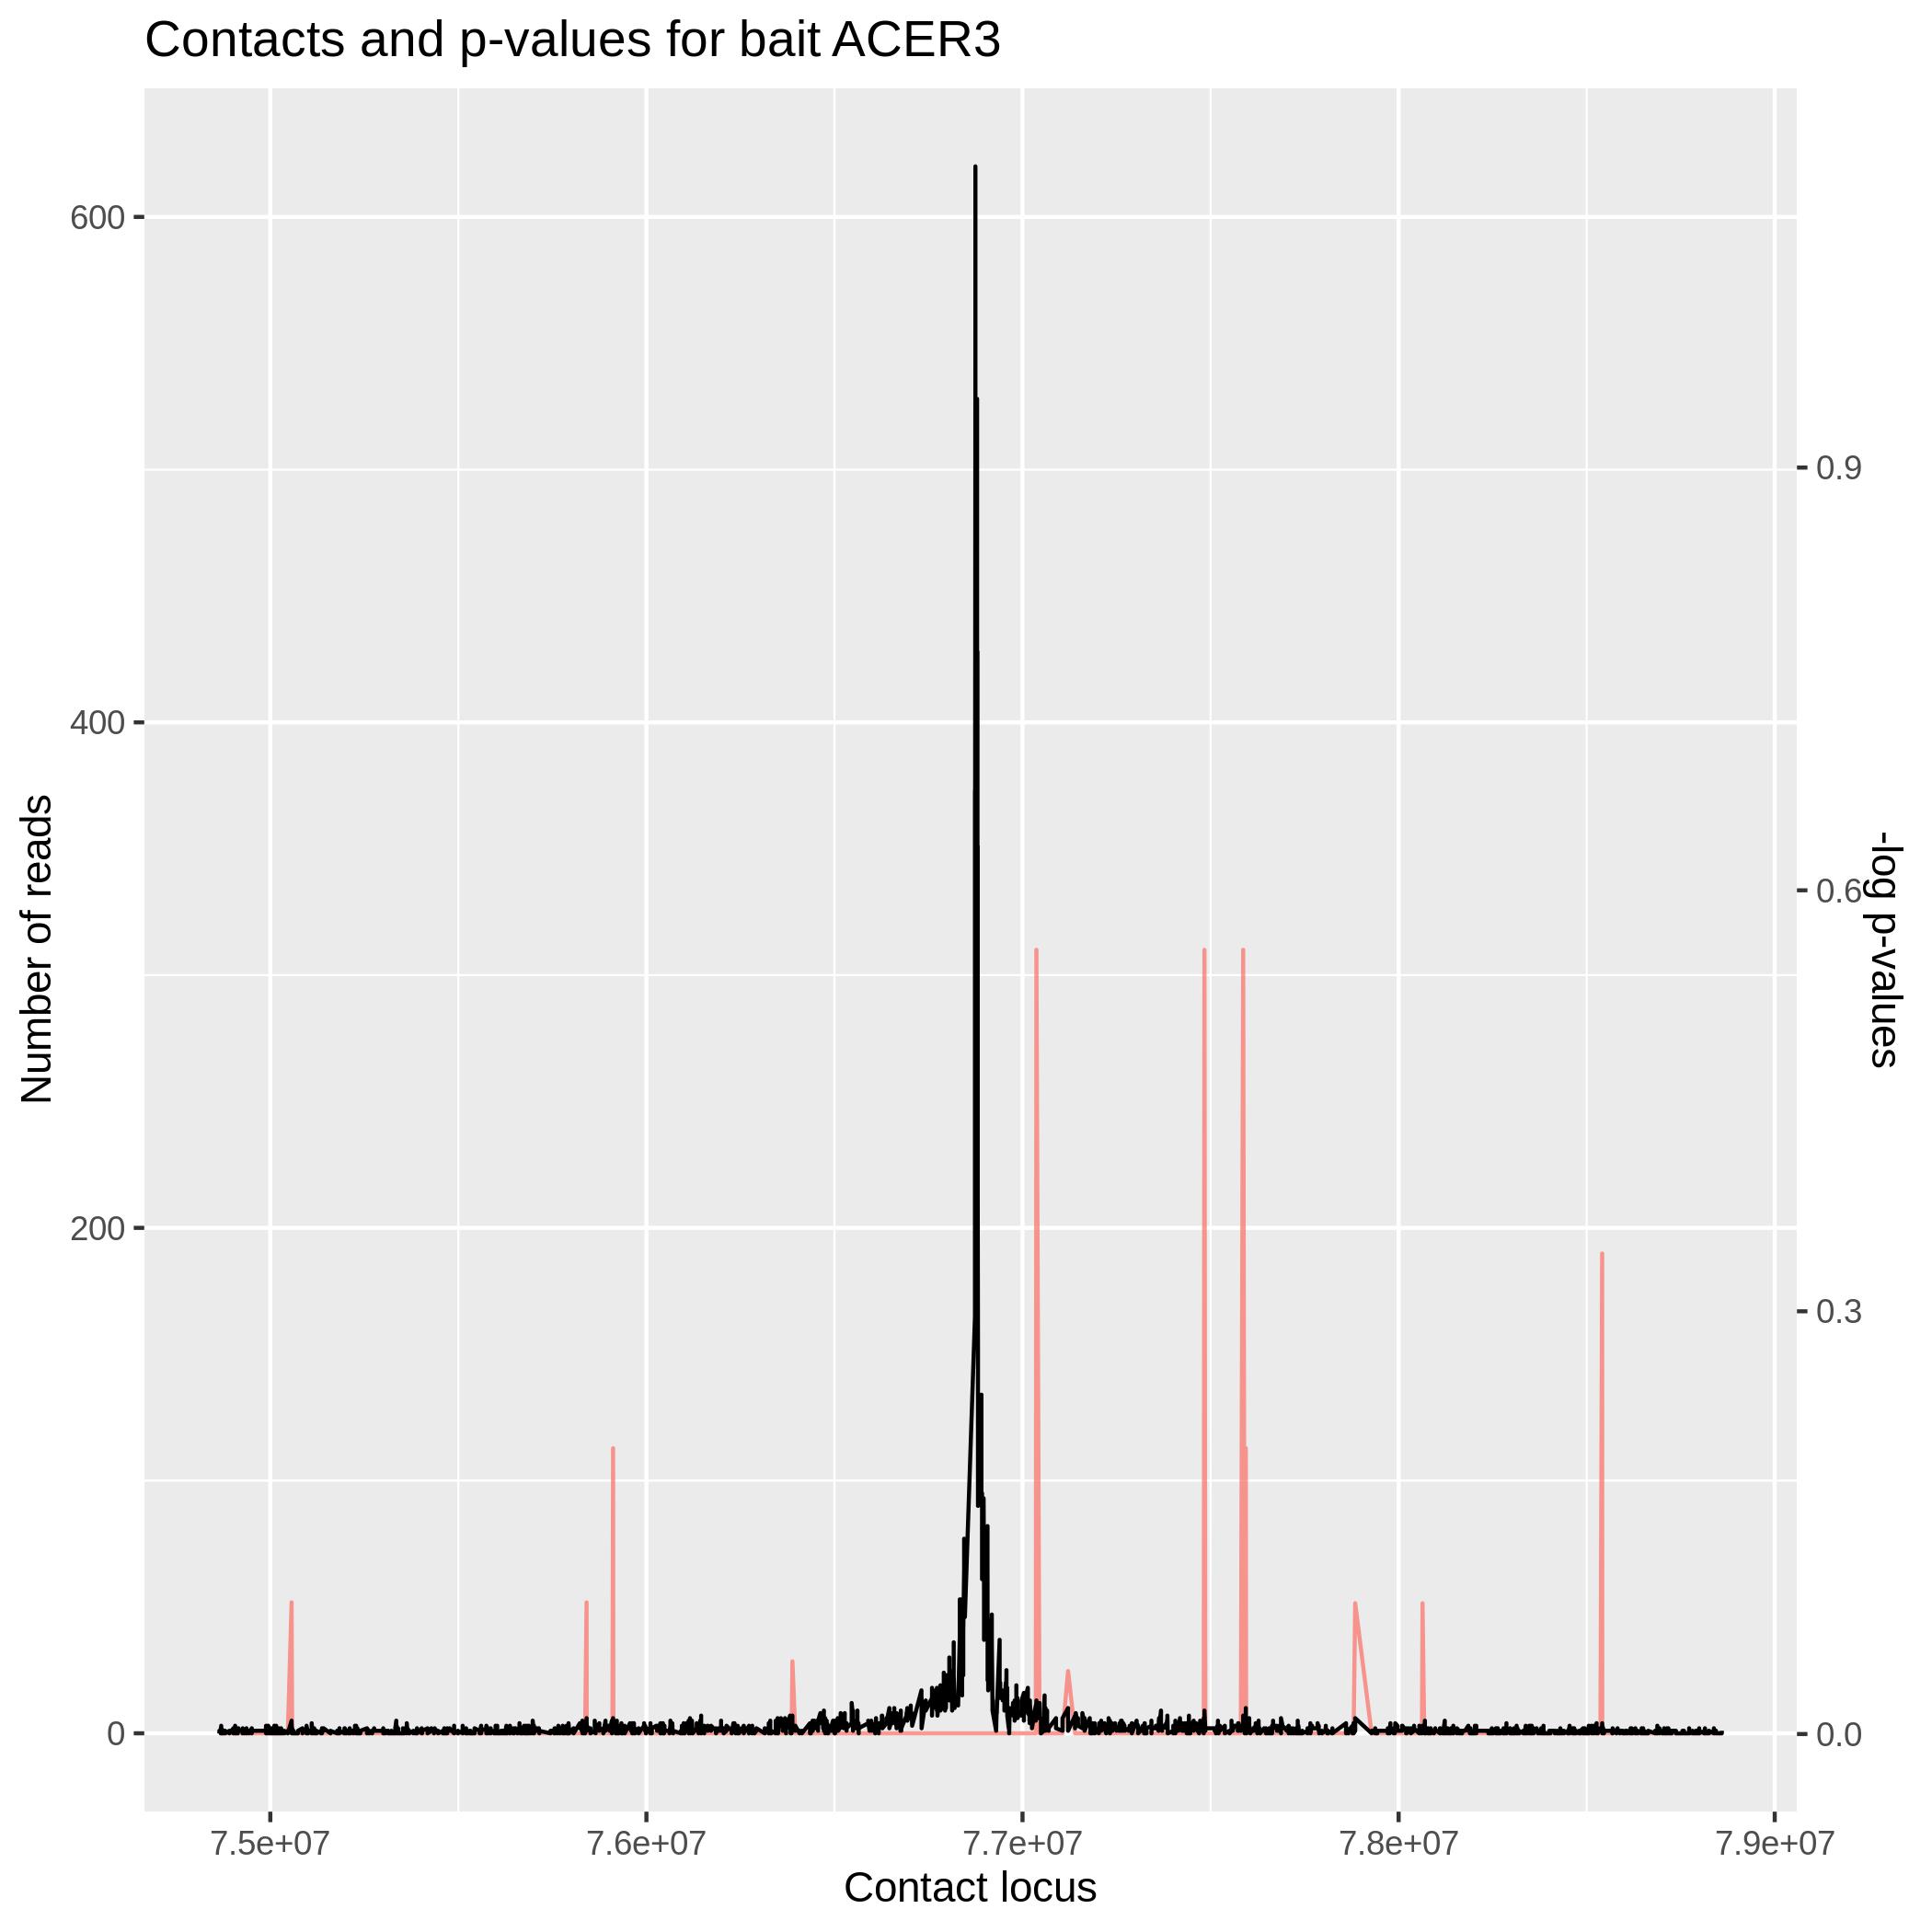 Contacts and p-values for bait ACER3
600
400
200
0
Number of reads
0.9
0.6
0.3
0.0
-log p-values
7.5e+07 7.6e+07 7.7e+07 7.8e+07 7.9e+07
Contact locus